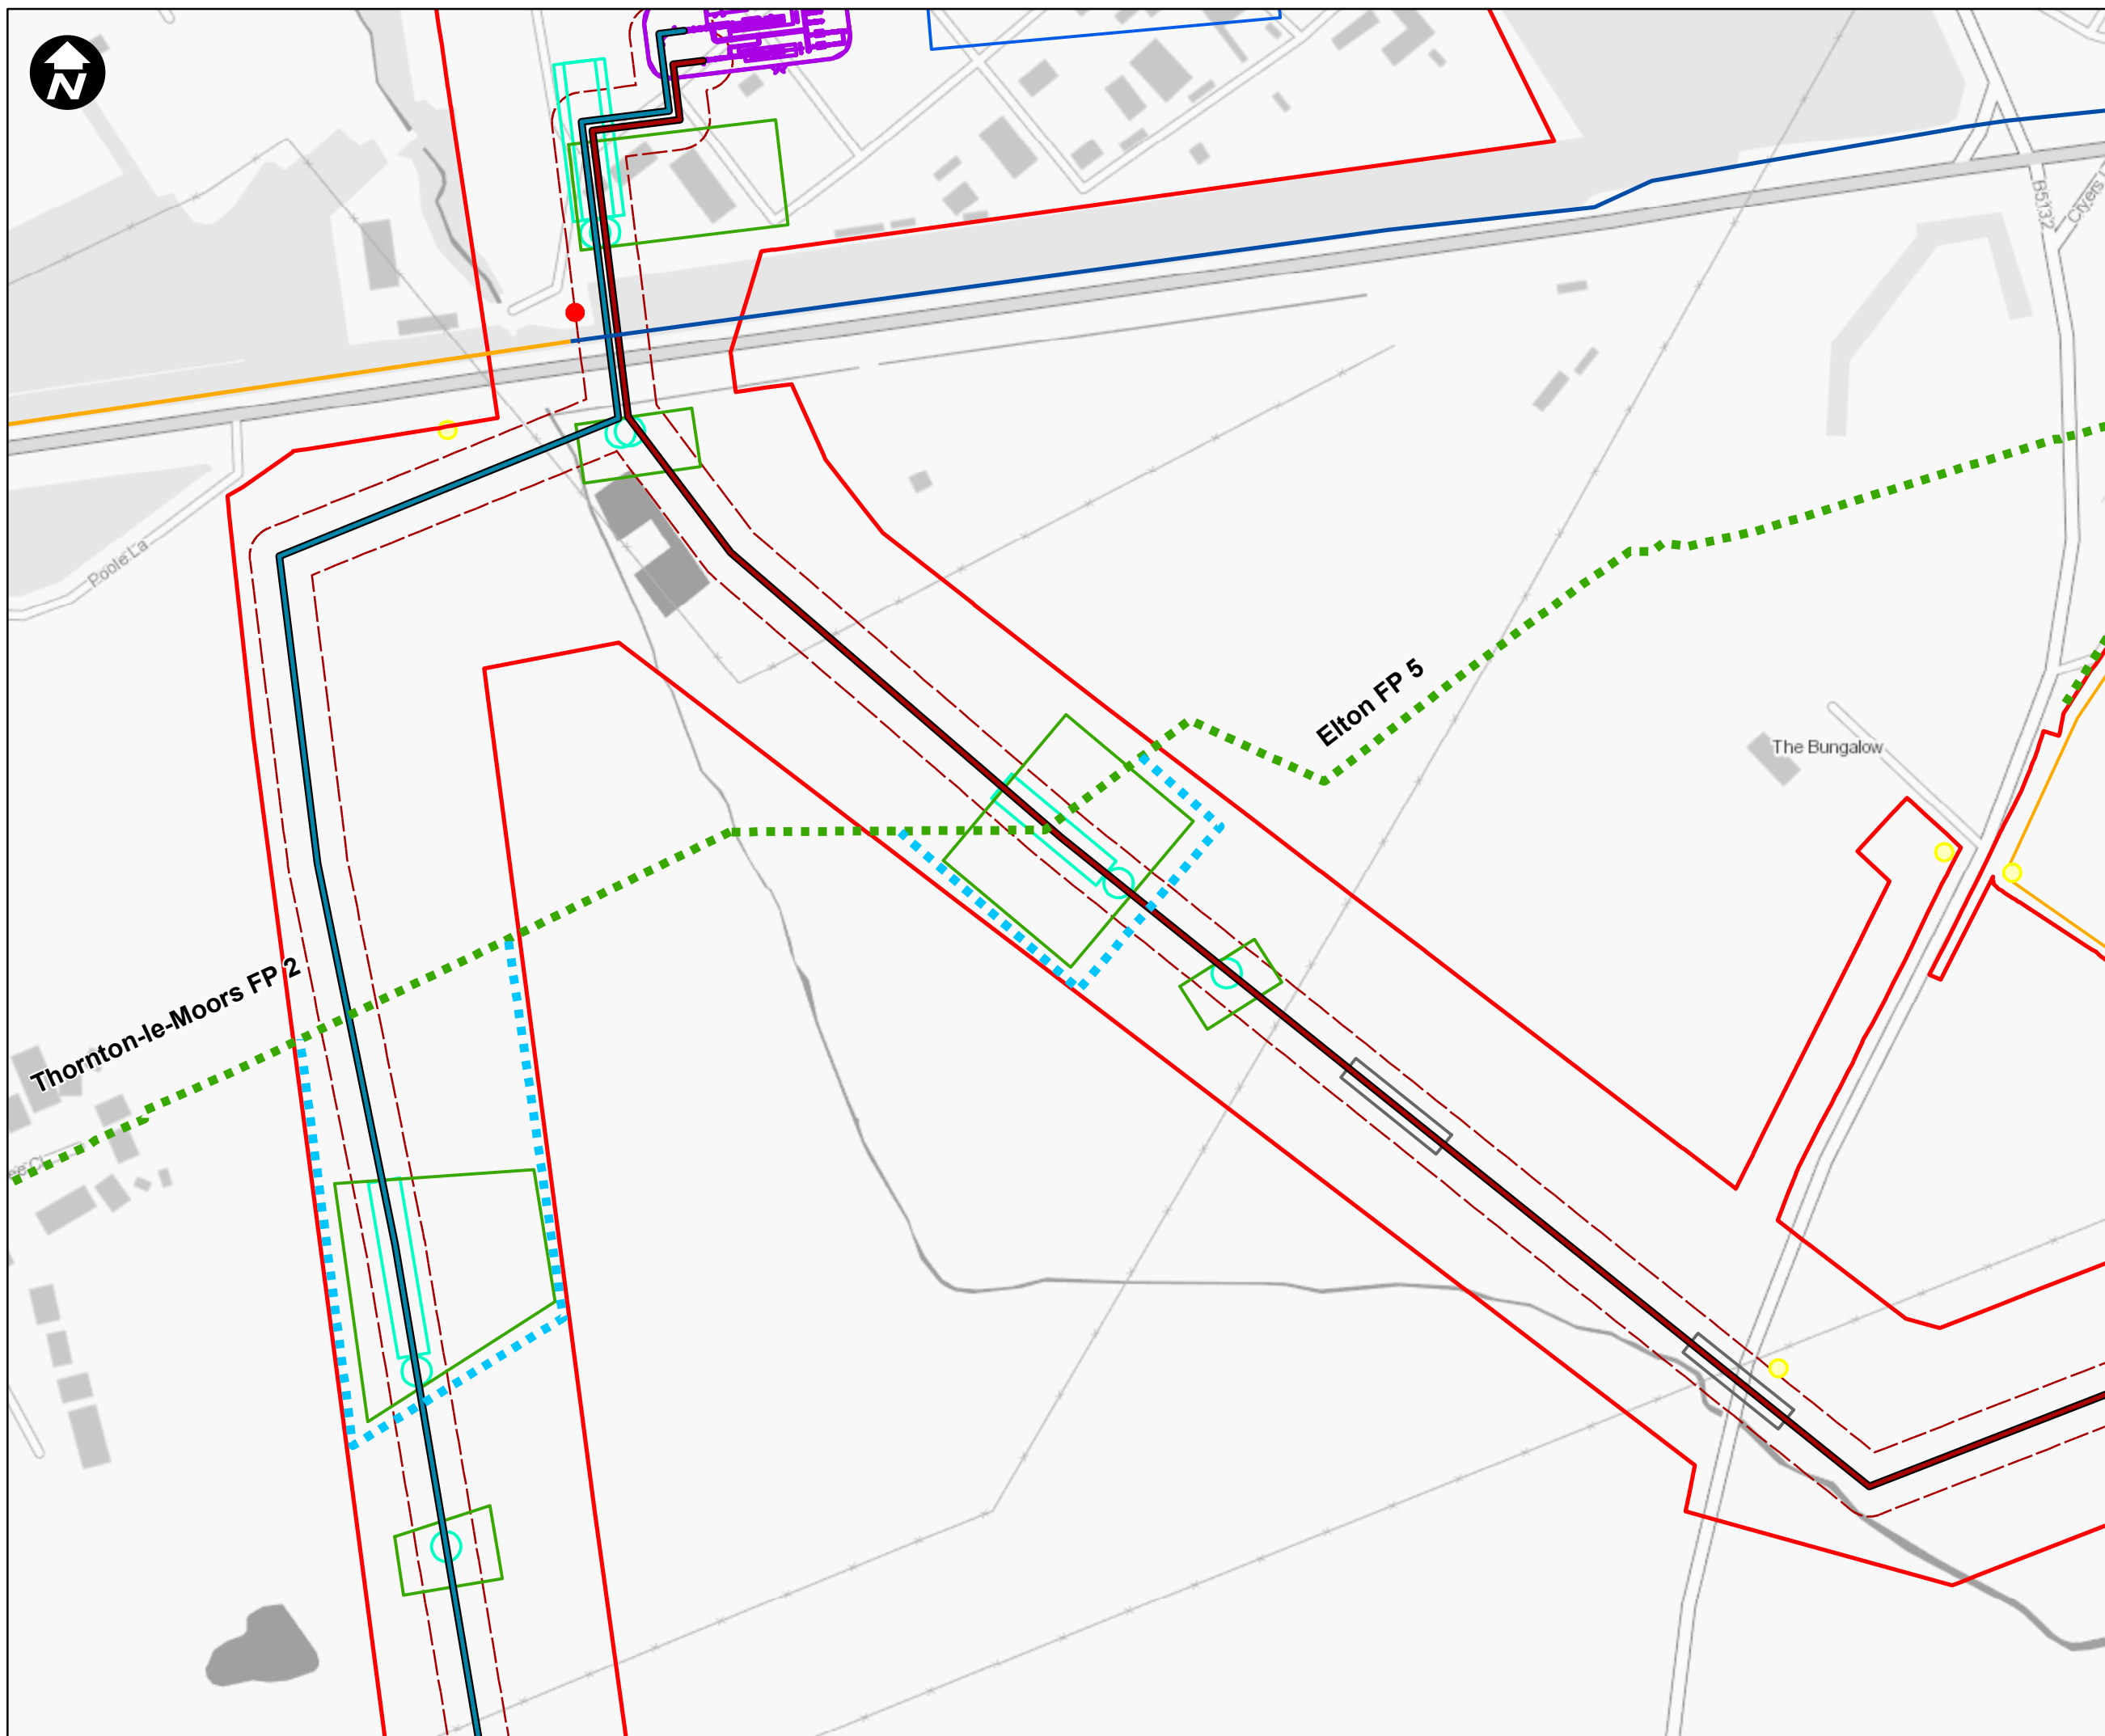 N
B5132
Poole La
Elton FP 5
The Bungalow
Thornton-le-Moors FP 2